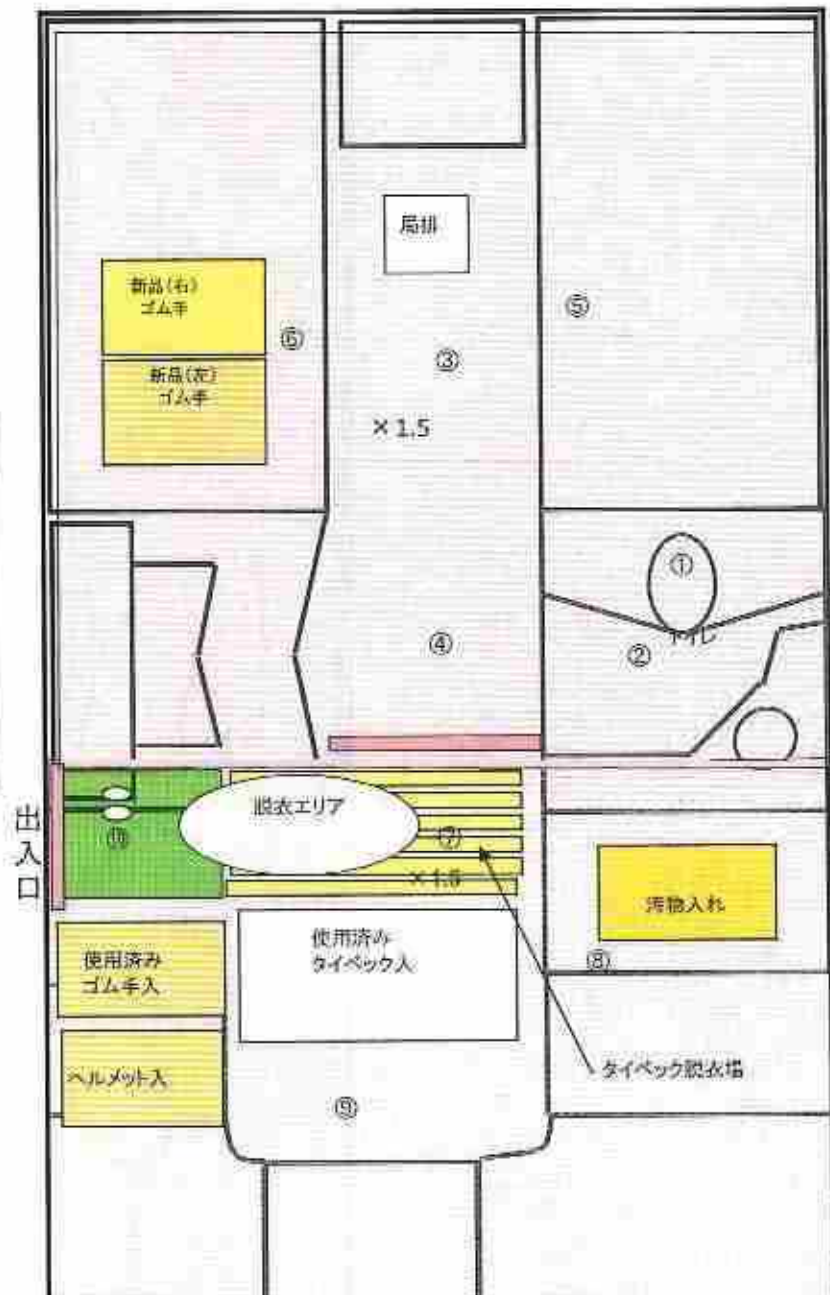 局排
新品(右)
ゴム手
⑤
⑥
新品(左)
ゴム手
③
×1.5
①
④
②
トイレ
出入口
脱衣エリア
⑦
汚物入れ
使用済み
ゴム手入
使用済み
タイベック入
⑧
ヘルメット入
タイベック脱衣場
⑨